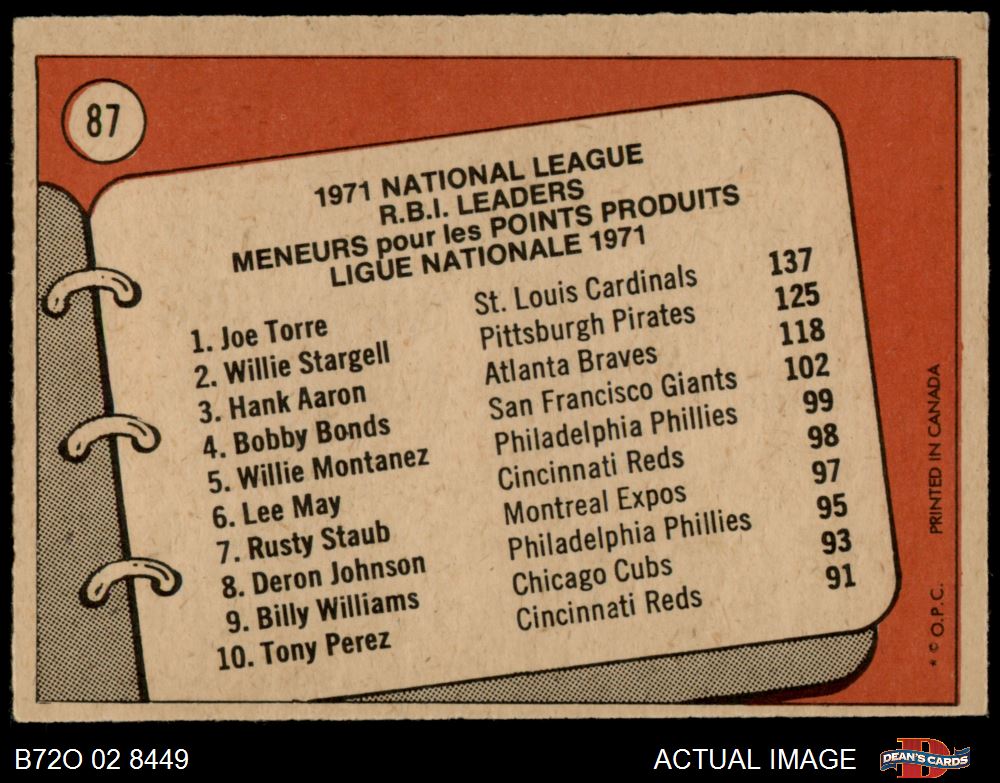 87
1971 NATIONAL LEAGUE
R.B.I. LEADERS
MENEURS pour les POINTS PRODUITS
LIGUE NATIONALE 1971
1. Joe Torre St. Louis Cardinals 137
2. Willie Stargell Pittsburgh Pirates 125
3. Hank Aaron Atlanta Braves 118
4. Bobby Bonds San Francisco Giants 102
5. Willie Montanez Philadelphia Phillies 99
6. Lee May Cincinnati Reds 98
7. Rusty Staub Montreal Expos 97
8. Deron Johnson Philadelphia Phillies 95
9. Billy Williams Chicago Cubs 93
10. Tony Perez Cincinnati Reds 91
* © O.P.C. PRINTED IN CANADA
B72O 02 8449
ACTUAL IMAGE
D
DEAN'S CARDS